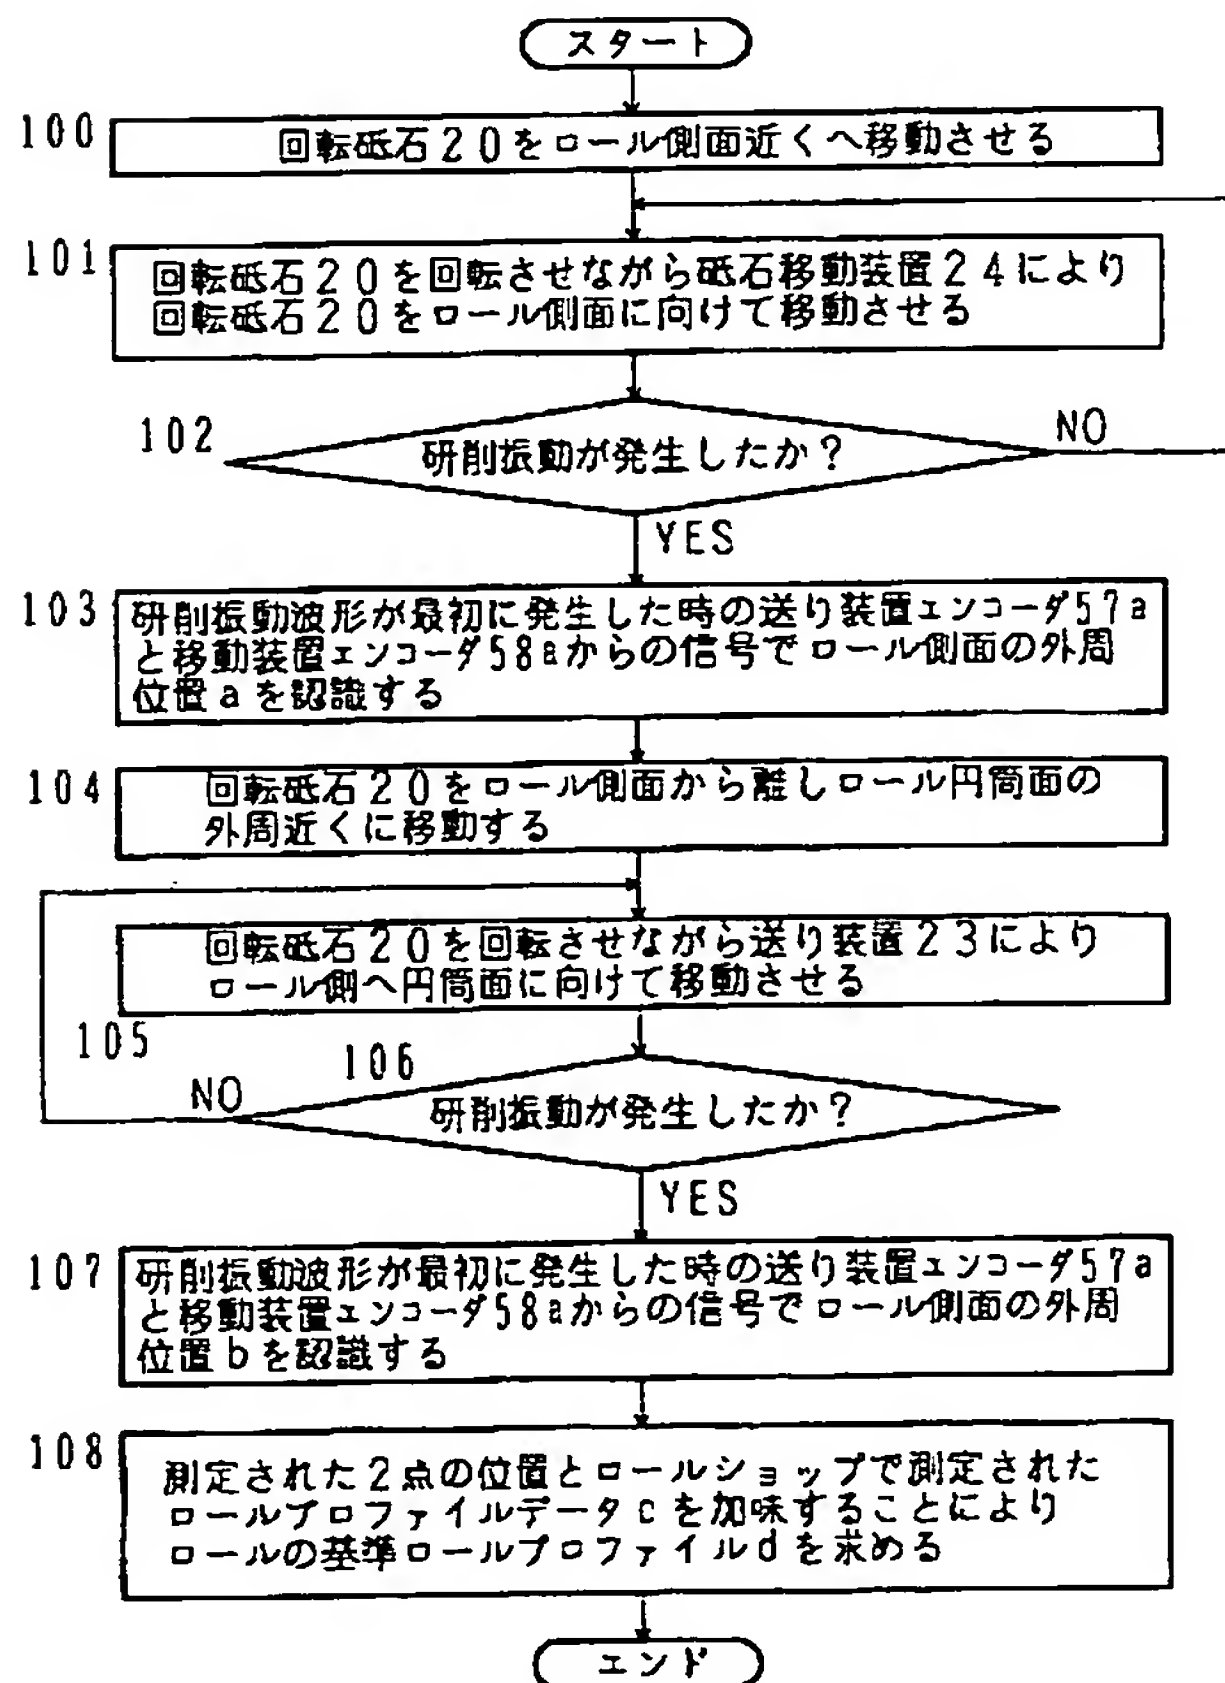 スタート
100
回転砥石20をロール側面近くへ移動させる
101
回転砥石20を回転させながら砥石移動装置24により
回転砥石20をロール側面に向けて移動させる
102
研削振動が発生したか?
NO
YES
103
研削振動波形が最初に発生した時の送り装置エンコーダ57a
と移動装置エンコーダ58aからの信号でロール側面の外周
位置aを認識する
104
回転砥石20をロール側面から離しロール円筒面の
外周近くに移動する
回転砥石20を回転させながら送り装置23により
ロール側へ円筒面に向けて移動させる
105
106
NO
研削振動が発生したか?
YES
107
研削振動波形が最初に発生した時の送り装置エンコーダ57a
と移動装置エンコーダ58aからの信号でロール側面の外周
位置bを認識する
108
測定された2点の位置とロールショップで測定された
ロールプロファイルデータcを加味することにより
ロールの基準ロールプロファイルdを求める
エンド